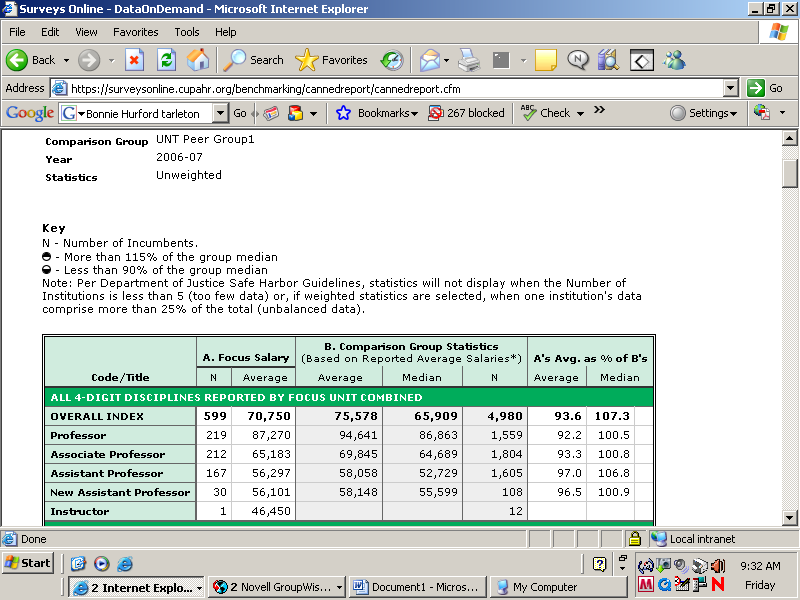 Surveys Online - DataOnDemand - Microsoft Internet Explorer
File Edit View Favorites Tools Help
Back Search Favorites
Address https://surveysonline.cupahr.org/benchmarking/cannedreport/cannedreport.cfm Go
Google G Bonnie Hurford tarleton Go Bookmarks 267 blocked ABC Check » Settings
Comparison Group UNT Peer Group1
Year 2006-07
Statistics Unweighted
Key
N - Number of Incumbents.
- More than 115% of the group median
- Less than 90% of the group median
Note: Per Department of Justice Safe Harbor Guidelines, statistics will not display when the Number of
Institutions is less than 5 (too few data) or, if weighted statistics are selected, when one institution's data
comprise more than 25% of the total (unbalanced data).
Code/Title A. Focus Salary B. Comparison Group Statistics (Based on Reported Average Salaries*) A's Avg. as % of B's
N Average Average Median N Average Median
ALL 4-DIGIT DISCIPLINES REPORTED BY FOCUS UNIT COMBINED
OVERALL INDEX 599 70,750 75,578 65,909 4,980 93.6 107.3
Professor 219 87,270 94,641 86,863 1,559 92.2 100.5
Associate Professor 212 65,183 69,845 64,689 1,804 93.3 100.8
Assistant Professor 167 56,297 58,058 52,729 1,605 97.0 106.8
New Assistant Professor 30 56,101 58,148 55,599 108 96.5 100.9
Instructor 1 46,450 12
Done Local intranet
Start 9:32 AM
2 Internet Explo... 2 Novell GroupWis... Document1 - Micros... My Computer Friday